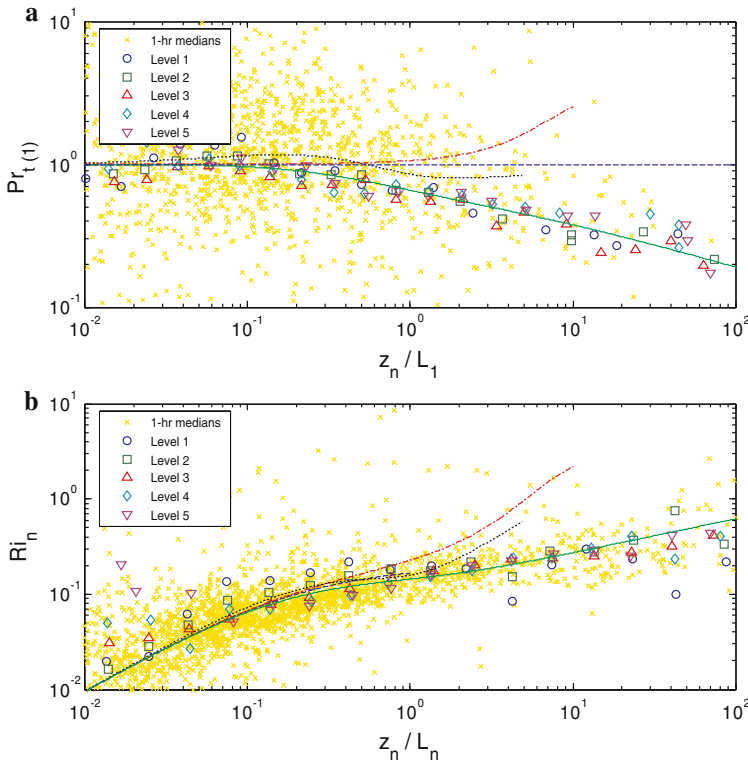 a
10^1
10^0
10^-1
Pr_t (1)
1-hr medians
Level 1
Level 2
Level 3
Level 4
Level 5
10^-2
10^-1
10^0
10^1
10^2
z_n / L_1
b
10^1
10^0
10^-1
10^-2
Ri_n
1-hr medians
Level 1
Level 2
Level 3
Level 4
Level 5
10^-2
10^-1
10^0
10^1
10^2
z_n / L_n